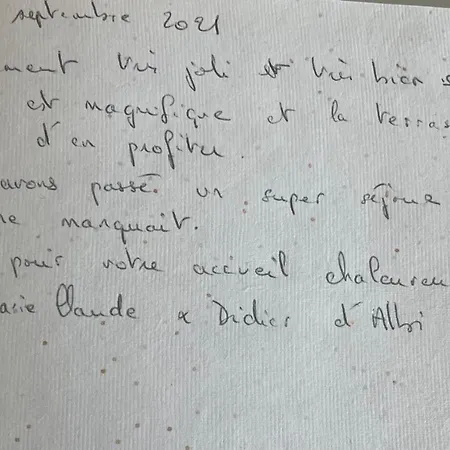 septembre 2021
ment très joli et très bien s
et magnifique et la terras
d'en profiter.
avons passé un super séjour
ne manquait.
pour votre accueil chaleureu
arie Claude & Didier d'Albi